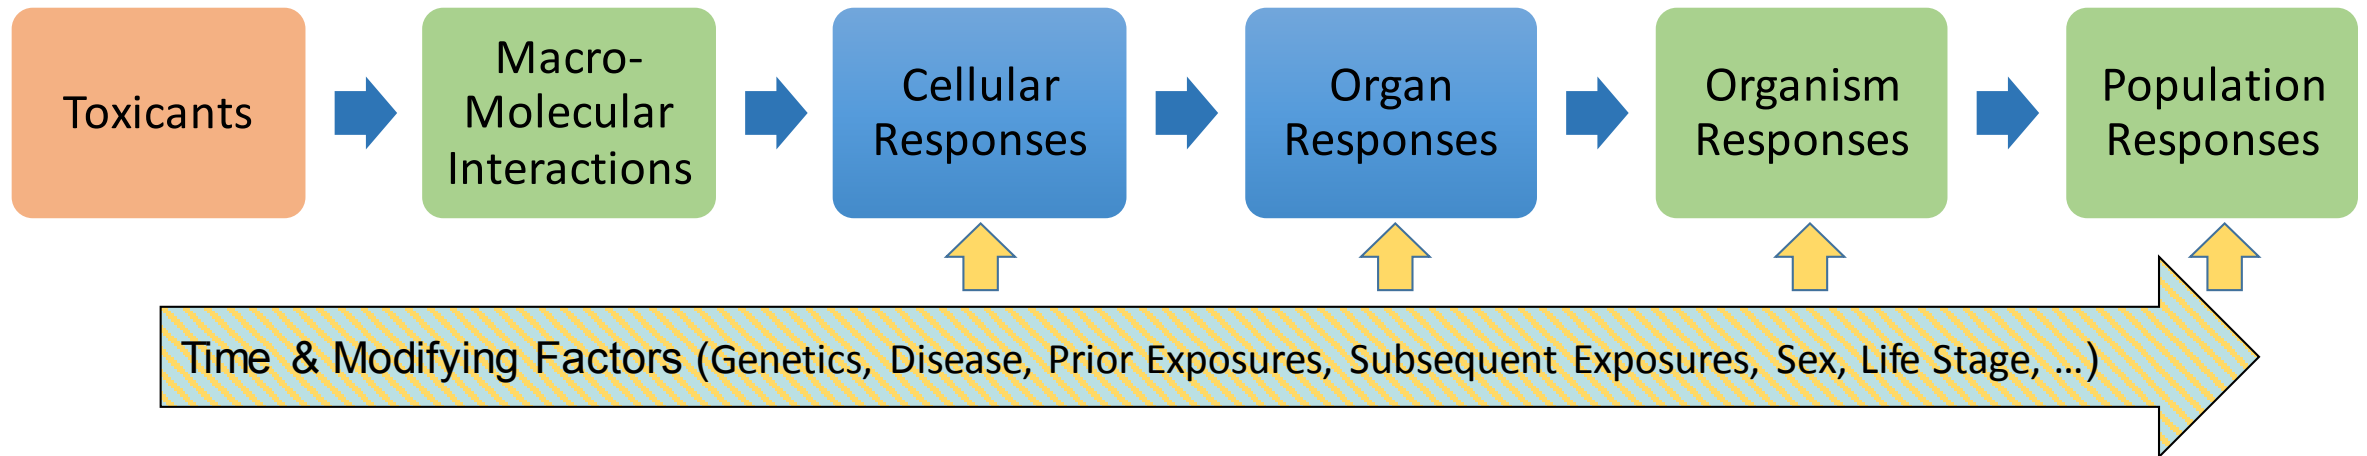 Toxicants
Macro-
Molecular
Interactions
Cellular
Responses
Organ
Responses
Organism
Responses
Population
Responses
Time & Modifying Factors (Genetics, Disease, Prior Exposures, Subsequent Exposures, Sex, Life Stage, ...)